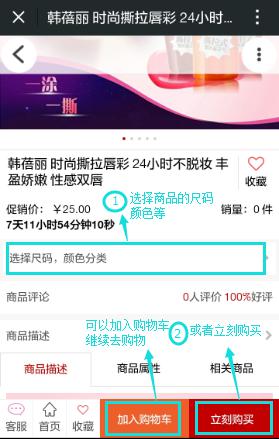 韩蓓丽 时尚撕拉唇彩 24小时...
一涂
一撕
韩蓓丽 时尚撕拉唇彩 24小时不脱妆 丰
盈娇嫩 性感双唇
收藏
促销价: ￥25.00
销量: 0 件
7天11小时54分钟10秒
1 选择商品的尺码
颜色等
选择尺码，颜色分类
商品评论
0人评价 100%好评
可以加入购物车
继续去购物
2 或者立刻购买
商品描述
商品描述
商品属性
相关商品
客服
首页
收藏
加入购物车
立刻购买